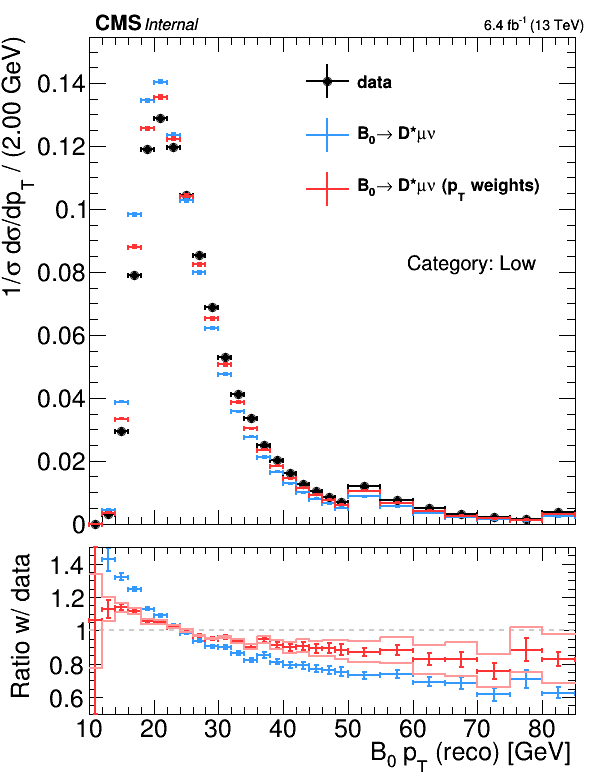 CMS Internal 6.4 fb⁻¹ (13 TeV)
1/σ dσ/dp_T / (2.00 GeV)
0.14
0.12
0.1
0.08
0.06
0.04
0.02
0
data
B₀→ D*μν
B₀→ D*μν (p_T weights)
Category: Low
Ratio w/ data
1.4
1.2
1
0.8
0.6
10 20 30 40 50 60 70 80
B₀ p_T (reco) [GeV]